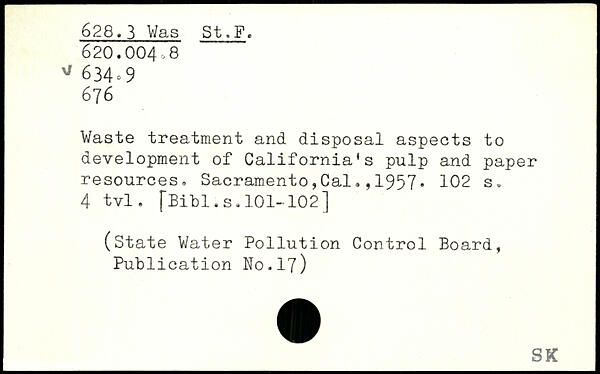 628.3 Was St.F.
620.004.8
✓ 634.9
676
Waste treatment and disposal aspects to
development of California's pulp and paper
resources. Sacramento,Cal.,1957. 102 s.
4 tvl. [Bibl.s.101-102]
(State Water Pollution Control Board,
Publication No.17)
SK